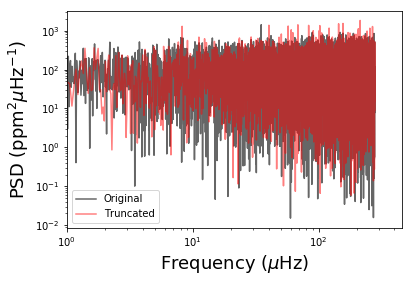 10³
10²
10¹
10⁰
10⁻¹
10⁻²
PSD (ppm²μHz⁻¹)
Original
Truncated
10⁰
10¹
10²
Frequency (μHz)